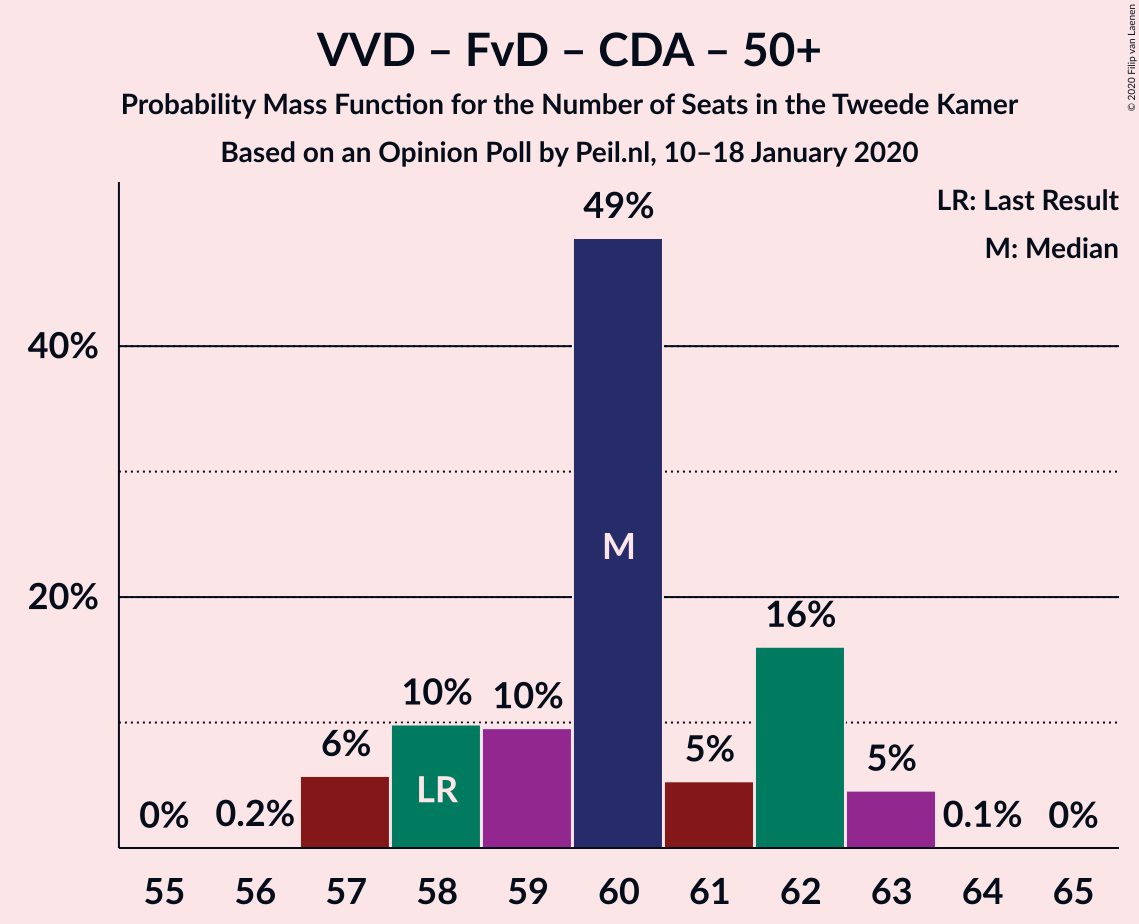 VVD – FvD – CDA – 50+
Probability Mass Function for the Number of Seats in the Tweede Kamer
Based on an Opinion Poll by Peil.nl, 10–18 January 2020
© 2020 Filip van Laenen
LR: Last Result
M: Median
49%
40%
20%
0% 0.2% 6% 10% 10% 5% 16% 5% 0.1% 0%
LR
M
55 56 57 58 59 60 61 62 63 64 65